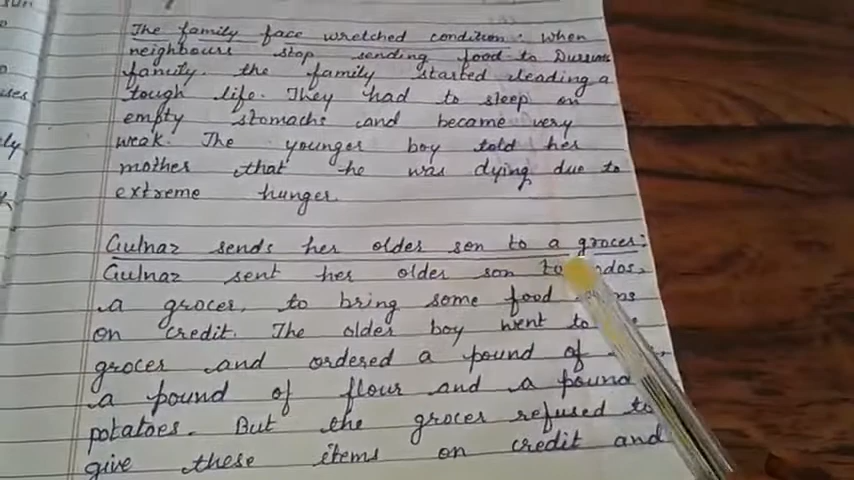 The family face wretched condition: When
neighbours stop sending food to Dussous
family. the family started leading a
tough life. They had to sleep on
empty stomachs and became very
weak. The younger boy told her
mother that he was dying due to
extreme hunger.
Gulnaz sends her older son to a grocer:
Gulnaz sent her older son to
a grocer, to bring some food
on credit. The older boy went to
grocer and ordered a pound of
a pound of flour and a pound
potatoes. But the grocer refused to
give these items on credit and